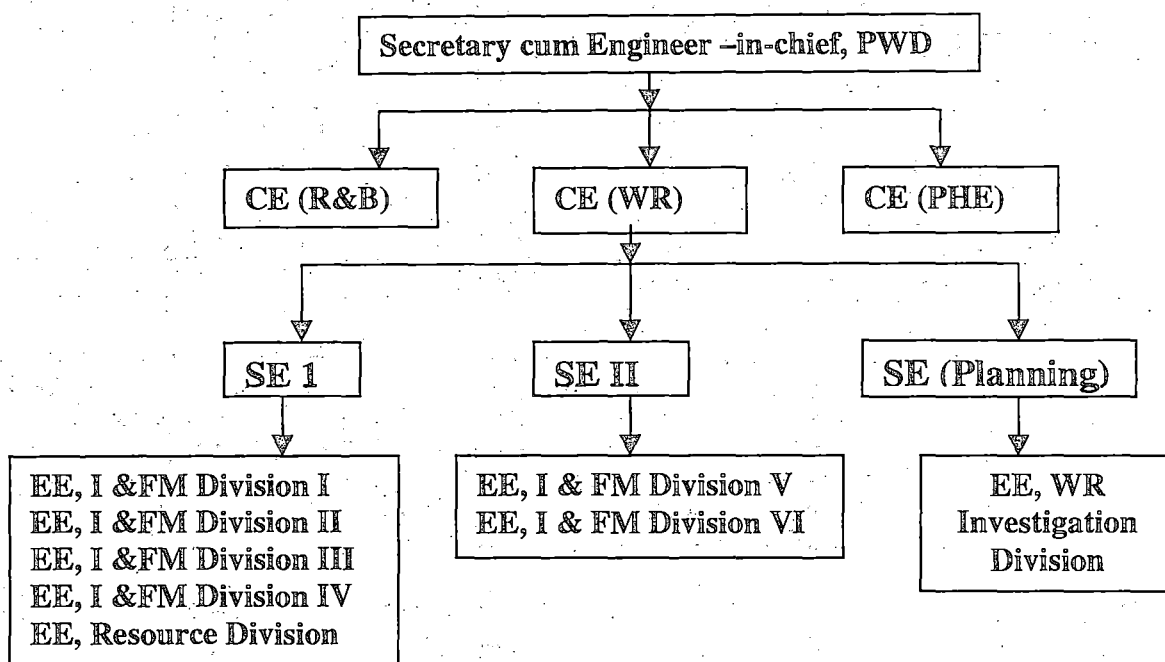 Secretary cum Engineer –in-chief, PWD
CE (R&B)
CE (WR)
CE (PHE)
SE 1
SE II
SE (Planning)
EE, I &FM Division I
EE, I &FM Division II
EE, I &FM Division III
EE, I &FM Division IV
EE, Resource Division
EE, I & FM Division V
EE, I & FM Division VI
EE, WR
Investigation
Division